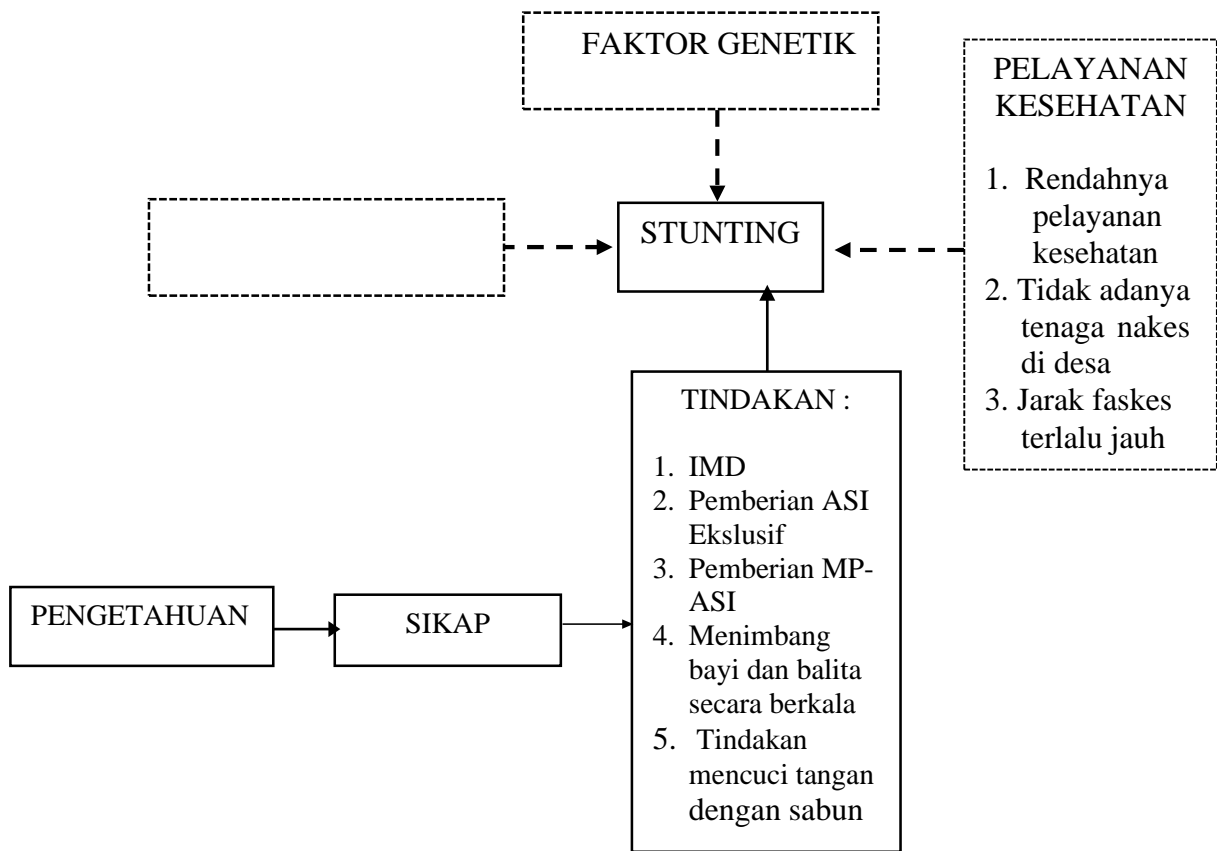 FAKTOR GENETIK
PELAYANAN
KESEHATAN
1. Rendahnya
pelayanan
kesehatan
2. Tidak adanya
tenaga nakes
di desa
3. Jarak faskes
terlalu jauh
STUNTING
TINDAKAN :
1. IMD
2. Pemberian ASI
Ekslusif
3. Pemberian MP-
ASI
4. Menimbang
bayi dan balita
secara berkala
5. Tindakan
mencuci tangan
dengan sabun
PENGETAHUAN
SIKAP